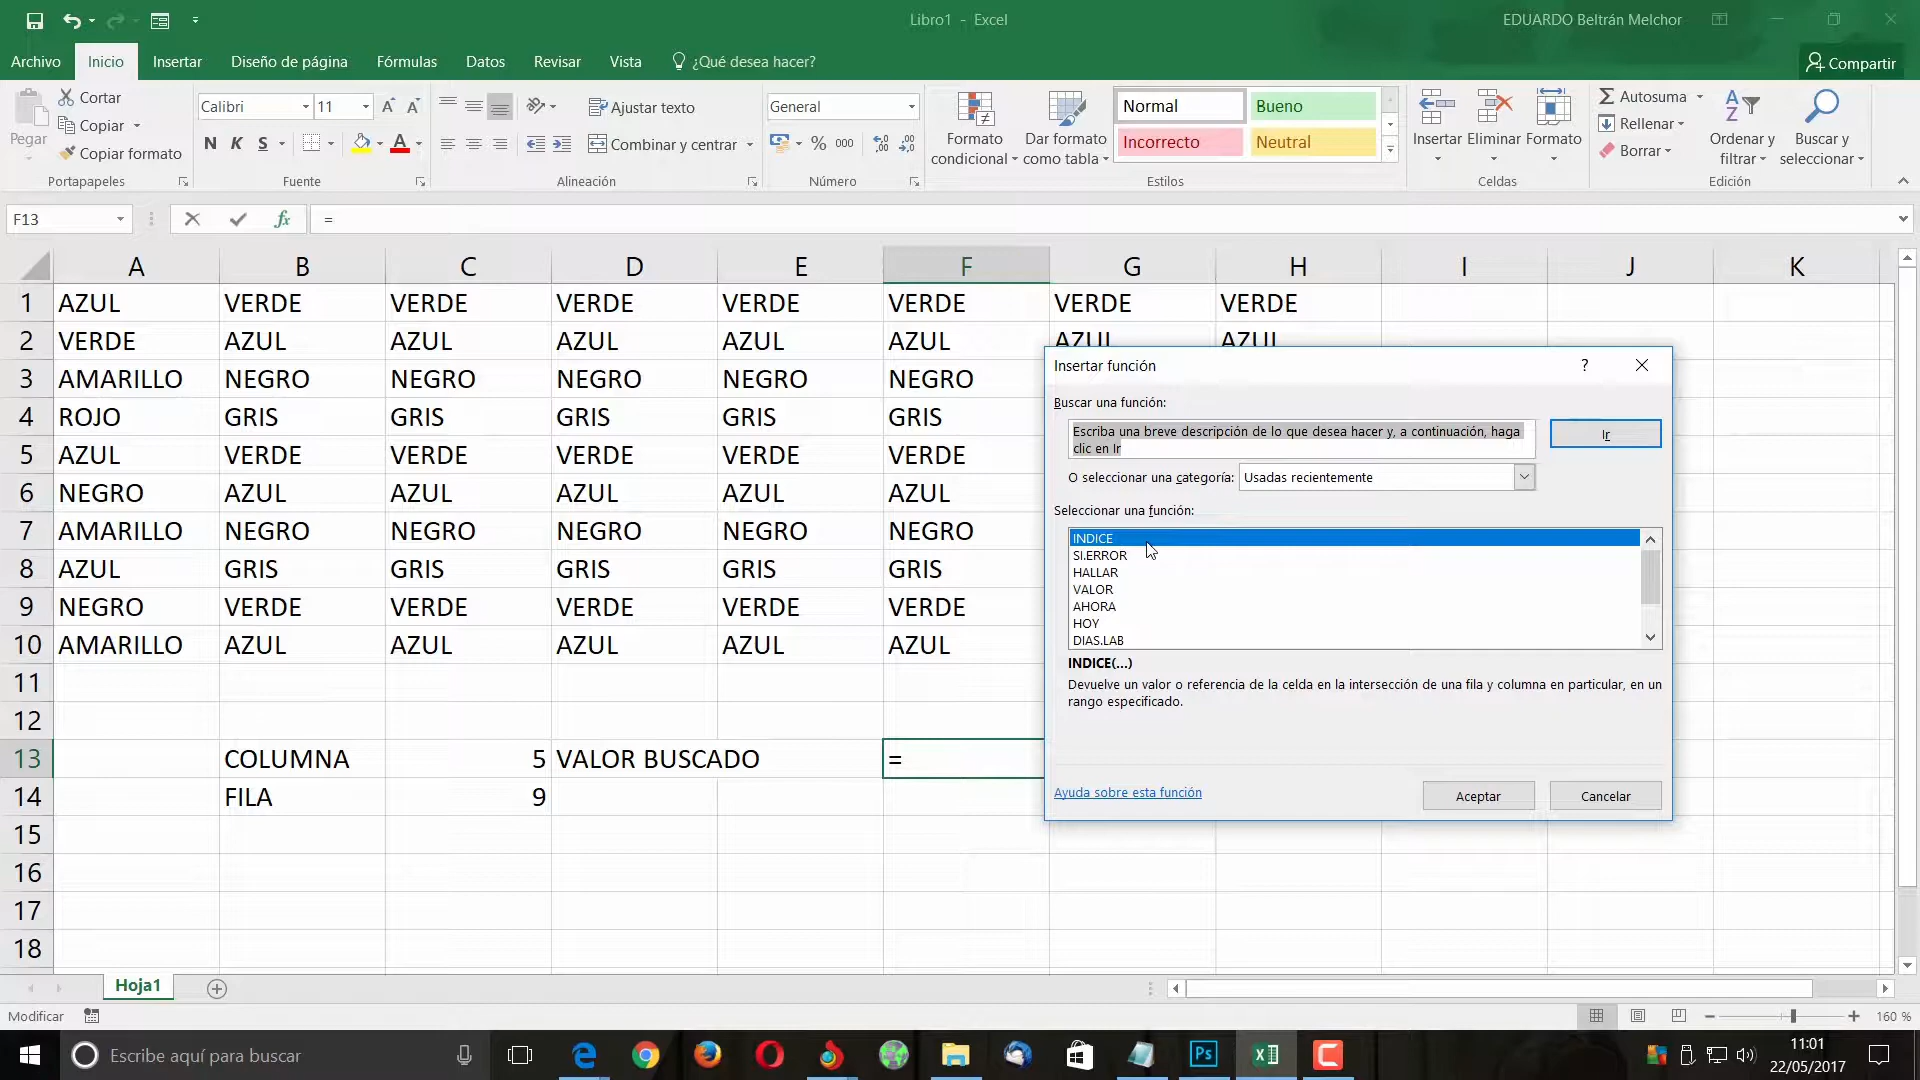 Libro1 - Excel
EDUARDO Beltrán Melchor
Archivo Inicio Insertar Diseño de página Fórmulas Datos Revisar Vista ¿Qué desea hacer? Compartir
Pegar
Cortar
Copiar
Copiar formato
Portapapeles
Calibri 11
N K S
Fuente
Ajustar texto
Combinar y centrar
Alineación
General
% 000
Número
Formato condicional
Dar formato como tabla
Normal Bueno
Incorrecto Neutral
Estilos
Insertar Eliminar Formato
Celdas
Autosuma
Rellenar
Borrar
Ordenar y filtrar
Buscar y seleccionar
Edición
F13 fx =
A B C D E F G H I J K
1 AZUL VERDE VERDE VERDE VERDE VERDE VERDE VERDE
2 VERDE AZUL AZUL AZUL AZUL AZUL AZUL AZUL
3 AMARILLO NEGRO NEGRO NEGRO NEGRO NEGRO
4 ROJO GRIS GRIS GRIS GRIS GRIS
5 AZUL VERDE VERDE VERDE VERDE VERDE
6 NEGRO AZUL AZUL AZUL AZUL AZUL
7 AMARILLO NEGRO NEGRO NEGRO NEGRO NEGRO
8 AZUL GRIS GRIS GRIS GRIS GRIS
9 NEGRO VERDE VERDE VERDE VERDE VERDE
10 AMARILLO AZUL AZUL AZUL AZUL AZUL
11
12
13 COLUMNA 5 VALOR BUSCADO =
14 FILA 9
15
16
17
18
Insertar función ?
Buscar una función:
Escriba una breve descripción de lo que desea hacer y, a continuación, haga
clic en Ir
Ir
O seleccionar una categoría: Usadas recientemente
Seleccionar una función:
INDICE
SI.ERROR
HALLAR
VALOR
AHORA
HOY
DIAS.LAB
INDICE(...)
Devuelve un valor o referencia de la celda en la intersección de una fila y columna en particular, en un
rango especificado.
Ayuda sobre esta función Aceptar Cancelar
Hoja1
Modificar 160 %
Escribe aquí para buscar
Ps
11:01
22/05/2017